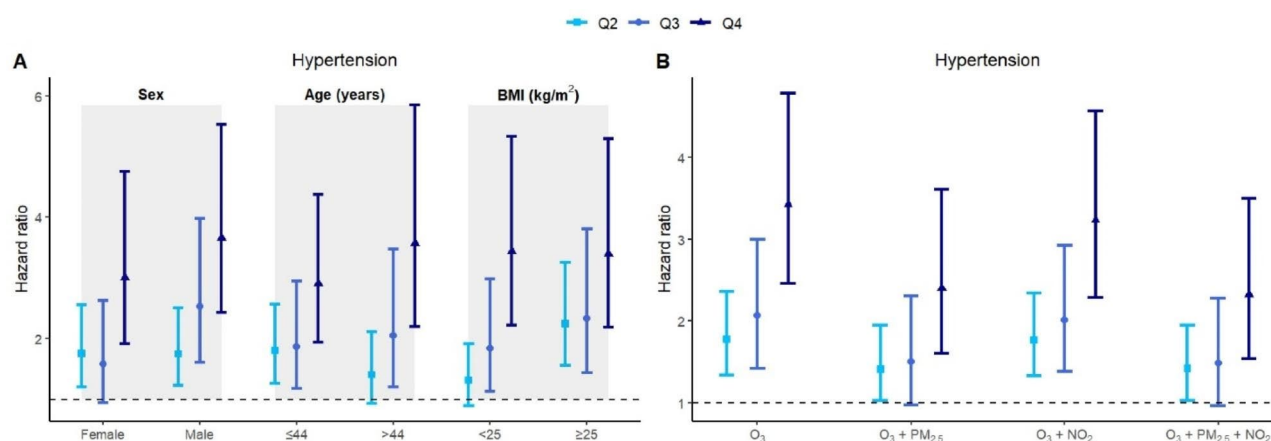 Q2 Q3 Q4
A
Hypertension
Sex Age (years) BMI (kg/m²)
Hazard ratio
6
4
2
Female Male ≤44 >44 <25 ≥25
B
Hypertension
Hazard ratio
4
3
2
1
O₃ O₃ + PM₂.₅ O₃ + NO₂ O₃ + PM₂.₅ + NO₂